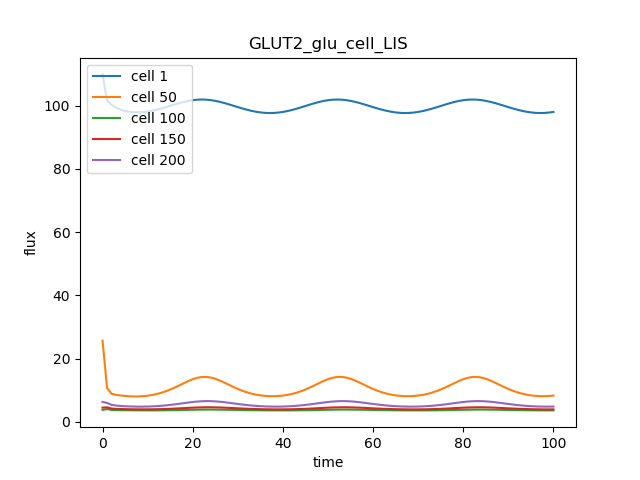 GLUT2_glu_cell_LIS
cell 1
cell 50
cell 100
cell 150
cell 200
100
80
60
40
20
0
flux
0 20 40 60 80 100
time